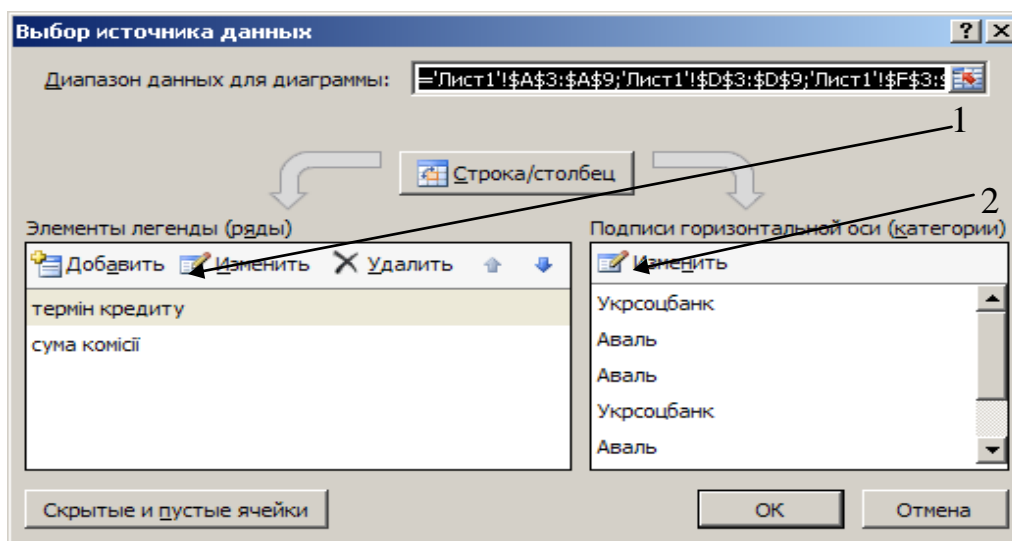 Выбор источника данных
Диапазон данных для диаграммы: ='Лист1'!$A$3:$A$9;'Лист1'!$D$3:$D$9;'Лист1'!$F$3:$
1
Строка/столбец
2
Элементы легенды (ряды) Подписи горизонтальной оси (категории)
Добавить Изменить Удалить Изменить
термін кредиту Укрсоцбанк
сума комісії Аваль
Аваль
Укрсоцбанк
Аваль
Скрытые и пустые ячейки ОК Отмена